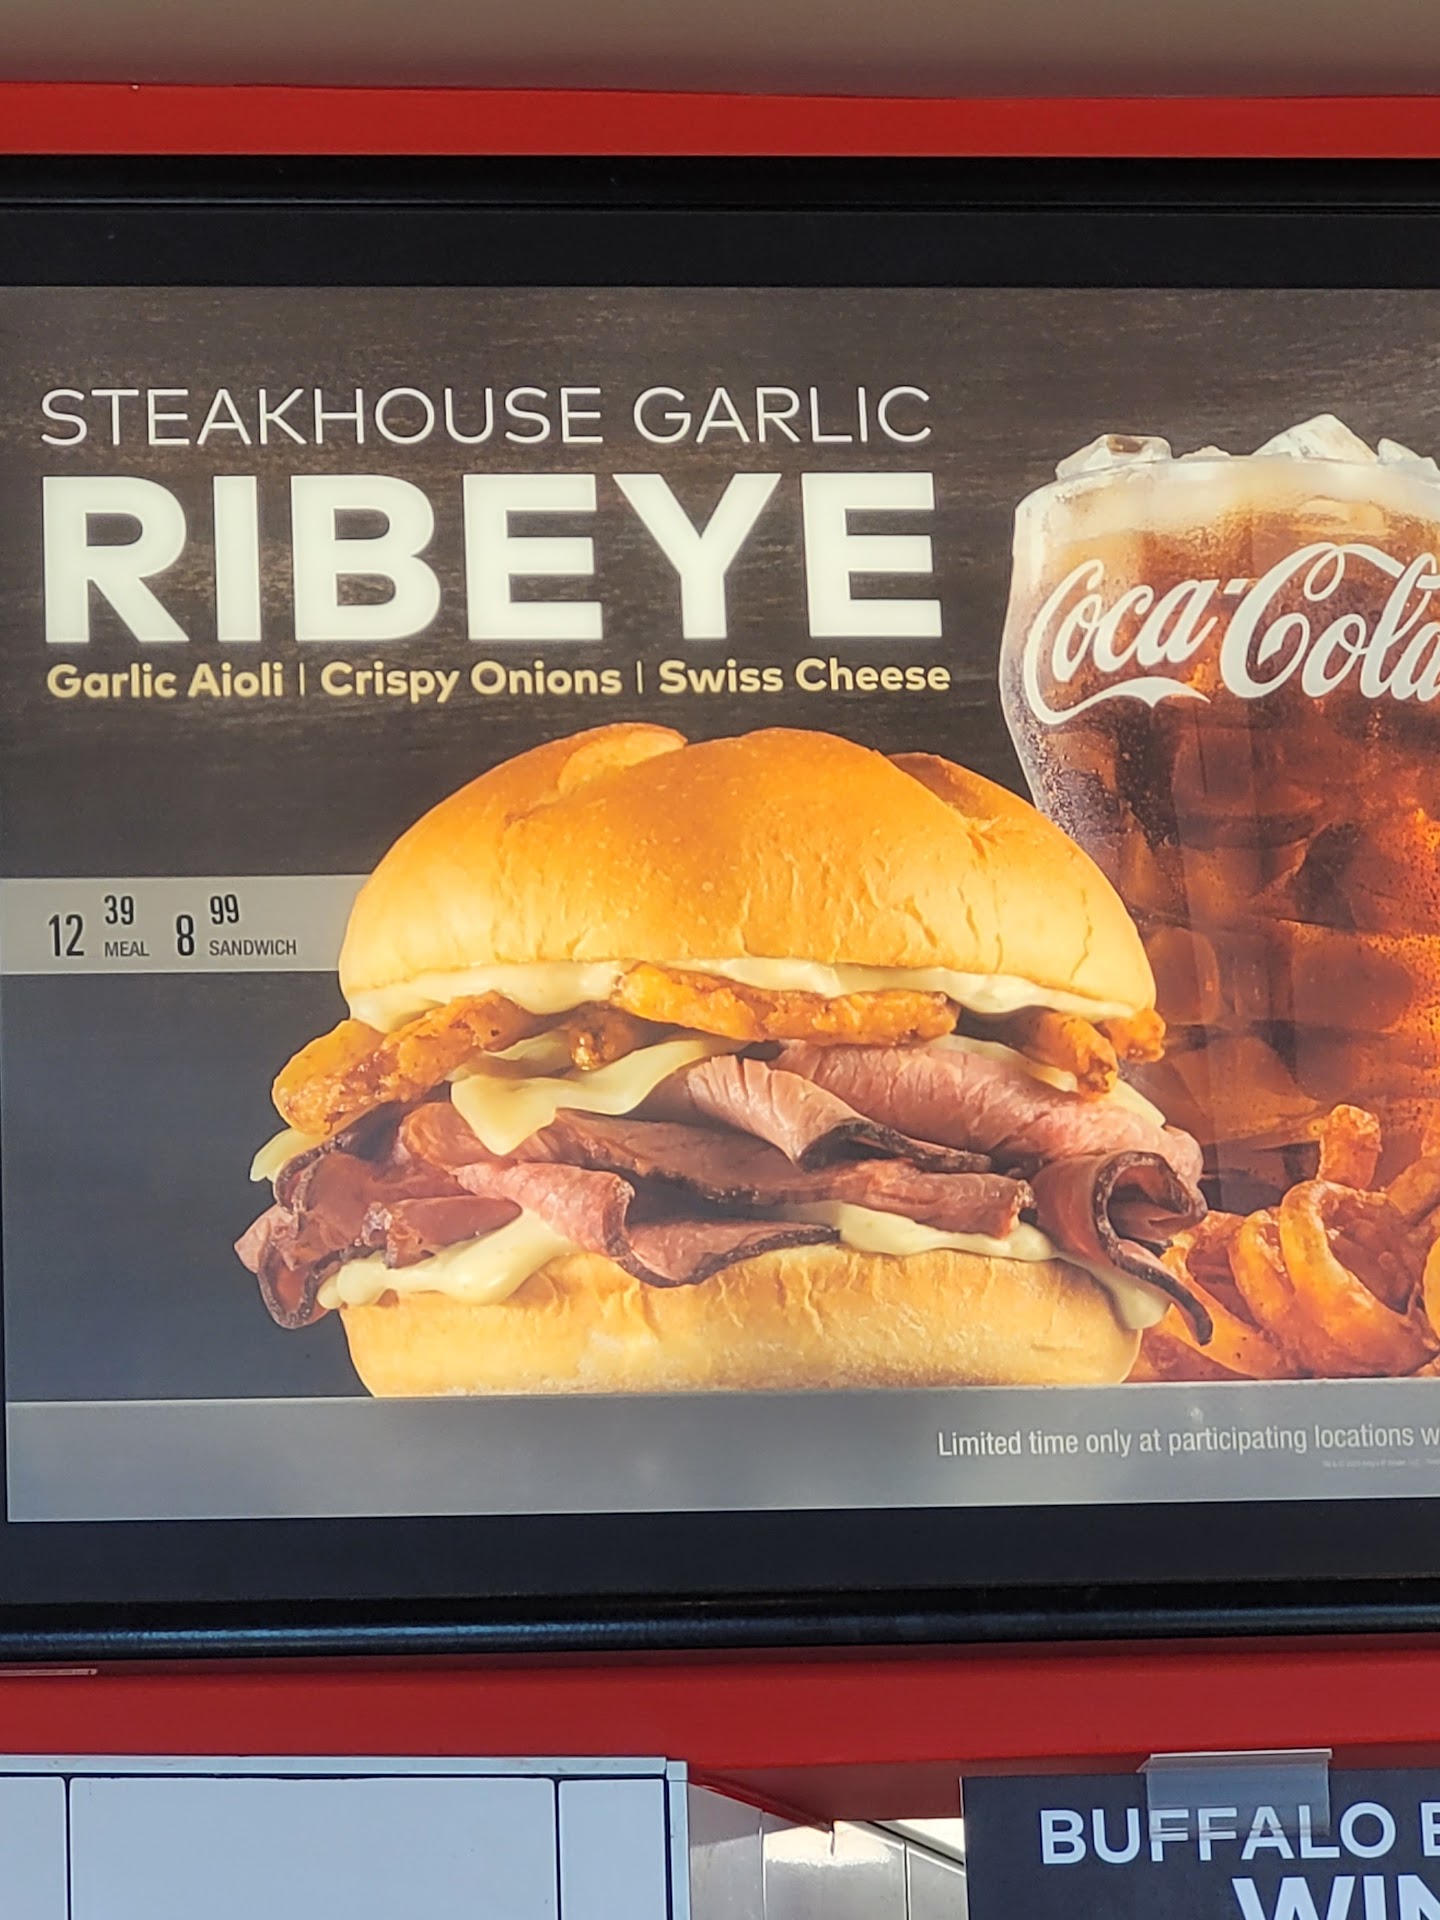 STEAKHOUSE GARLIC
RIBEYE
Garlic Aioli | Crispy Onions | Swiss Cheese
Coca-Cola
12 39 MEAL 8 99 SANDWICH
Limited time only at participating locations
BUFFALO